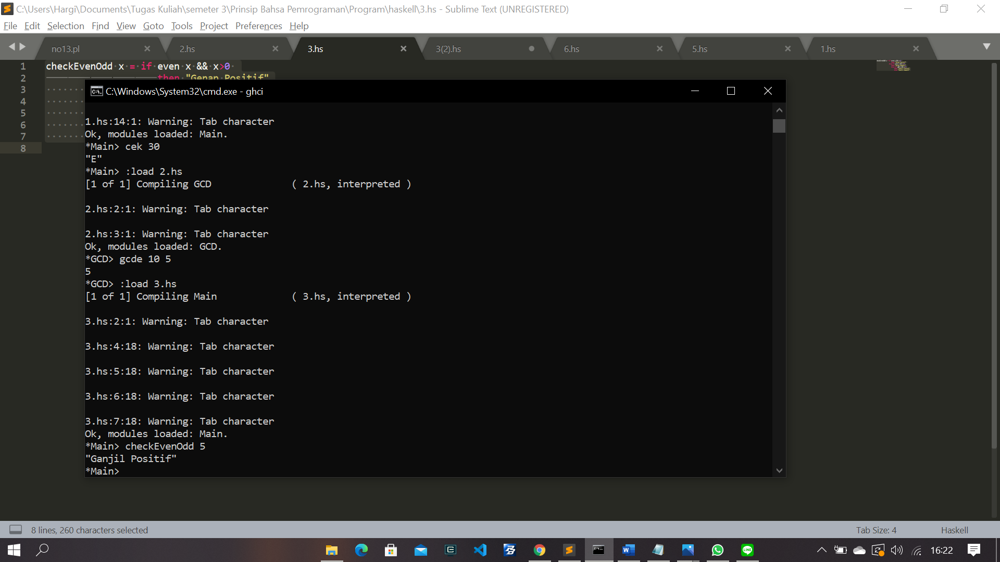 C:\Users\Hargi\Documents\Tugas Kuliah\semeter 3\Prinsip Bahsa Pemrograman\Program\haskell\3.hs - Sublime Text (UNREGISTERED)
File Edit Selection Find View Goto Tools Project Preferences Help
no13.pl 2.hs 3.hs 3(2).hs 6.hs 5.hs 1.hs
1 checkEvenOdd x = if even x && x>0
2 then "Genap Positif"
3
4
5
6
7
8
C:\Windows\System32\cmd.exe - ghci
1.hs:14:1: Warning: Tab character
Ok, modules loaded: Main.
*Main> cek 30
"E"
*Main> :load 2.hs
[1 of 1] Compiling GCD ( 2.hs, interpreted )
2.hs:2:1: Warning: Tab character
2.hs:3:1: Warning: Tab character
Ok, modules loaded: GCD.
*GCD> gcde 10 5
5
*GCD> :load 3.hs
[1 of 1] Compiling Main ( 3.hs, interpreted )
3.hs:2:1: Warning: Tab character
3.hs:4:18: Warning: Tab character
3.hs:5:18: Warning: Tab character
3.hs:6:18: Warning: Tab character
3.hs:7:18: Warning: Tab character
Ok, modules loaded: Main.
*Main> checkEvenOdd 5
"Ganjil Positif"
*Main>
8 lines, 260 characters selected
Tab Size: 4
Haskell
16:22